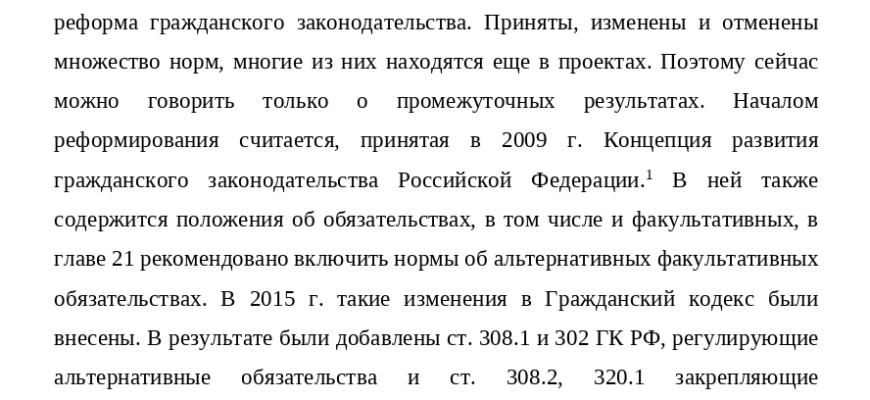 реформа гражданского законодательства. Приняты, изменены и отменены
множество норм, многие из них находятся еще в проектах. Поэтому сейчас
можно говорить только о промежуточных результатах. Началом
реформирования считается, принятая в 2009 г. Концепция развития
гражданского законодательства Российской Федерации.¹ В ней также
содержится положения об обязательствах, в том числе и факультативных, в
главе 21 рекомендовано включить нормы об альтернативных факультативных
обязательствах. В 2015 г. такие изменения в Гражданский кодекс были
внесены. В результате были добавлены ст. 308.1 и 302 ГК РФ, регулирующие
альтернативные обязательства и ст. 308.2, 320.1 закрепляющие